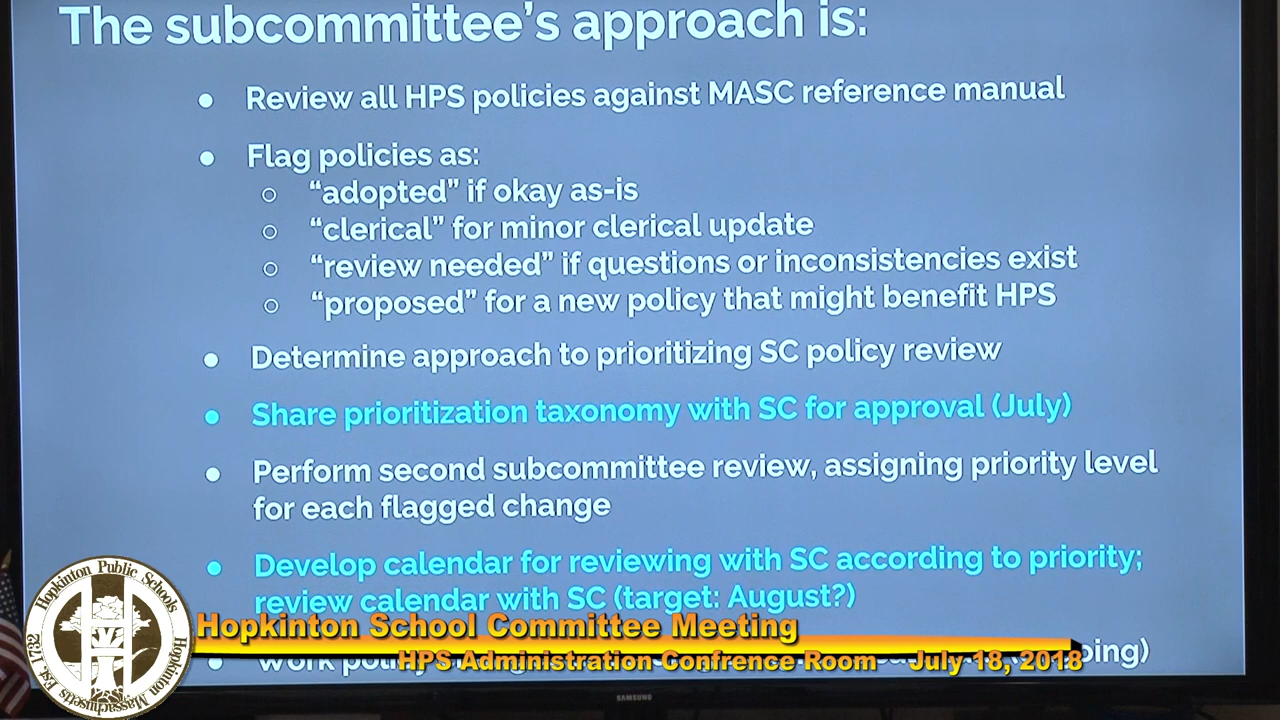 The subcommittee's approach is:
● Review all HPS policies against MASC reference manual
● Flag policies as:
○ “adopted” if okay as-is
○ “clerical” for minor clerical update
○ “review needed” if questions or inconsistencies exist
○ “proposed” for a new policy that might benefit HPS
● Determine approach to prioritizing SC policy review
● Share prioritization taxonomy with SC for approval (July)
● Perform second subcommittee review, assigning priority level
for each flagged change
● Develop calendar for reviewing with SC according to priority;
review calendar with SC (target: August?)
● Work
Hopkinton School Committee Meeting
HPS Administration Confrence Room July 18, 2018
Hopkinton Public Schools
Hopkinton Massachusetts Est. 1732
H
SAMSUNG